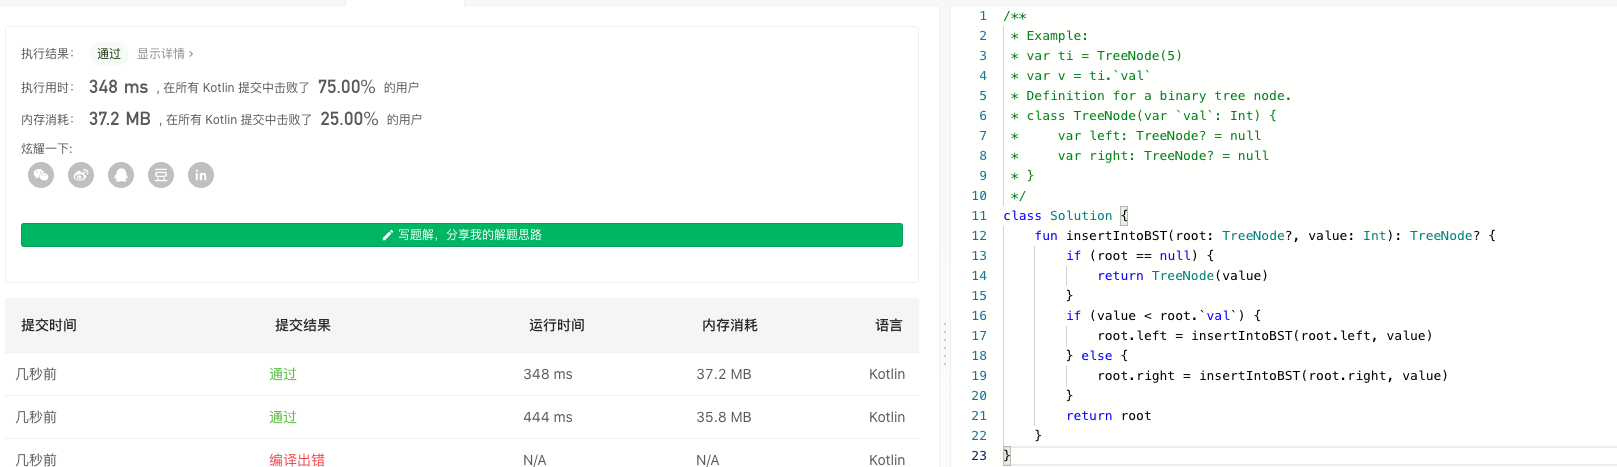 执行结果： 通过 显示详情 ›
执行用时： 348 ms ，在所有 Kotlin 提交中击败了 75.00% 的用户
内存消耗： 37.2 MB ，在所有 Kotlin 提交中击败了 25.00% 的用户
炫耀一下:
豆 in
写题解，分享我的解题思路
提交时间 提交结果 运行时间 内存消耗 语言
几秒前 通过 348 ms 37.2 MB Kotlin
几秒前 通过 444 ms 35.8 MB Kotlin
几秒前 编译出错 N/A N/A Kotlin
1 /**
2  * Example:
3  * var ti = TreeNode(5)
4  * var v = ti.`val`
5  * Definition for a binary tree node.
6  * class TreeNode(var `val`: Int) {
7  *     var left: TreeNode? = null
8  *     var right: TreeNode? = null
9  * }
10  */
11 class Solution {
12     fun insertIntoBST(root: TreeNode?, value: Int): TreeNode? {
13         if (root == null) {
14             return TreeNode(value)
15         }
16         if (value < root.`val`) {
17             root.left = insertIntoBST(root.left, value)
18         } else {
19             root.right = insertIntoBST(root.right, value)
20         }
21         return root
22     }
23 }